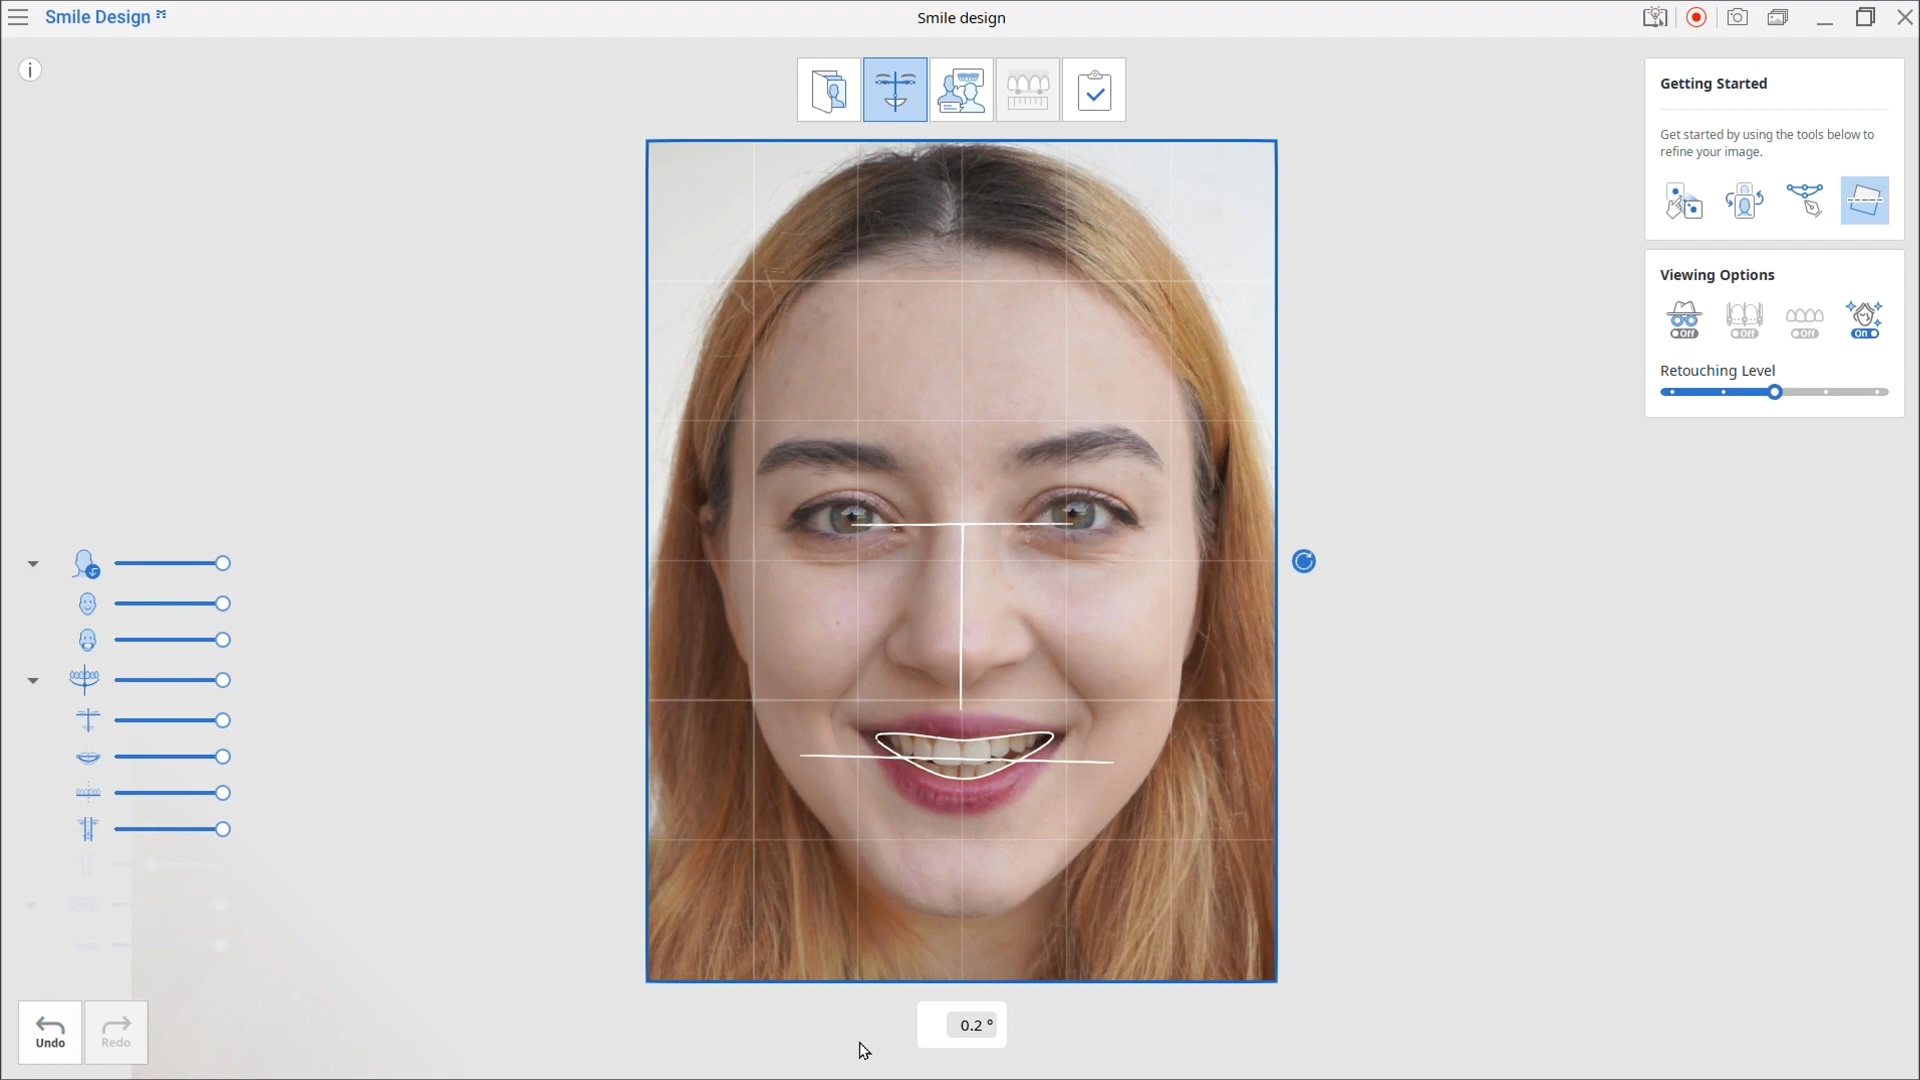 Smile Design
Smile design
Getting Started
Get started by using the tools below to
refine your image.
Viewing Options
Off
Off
Off
On
Retouching Level
Undo
Redo
0.2 °